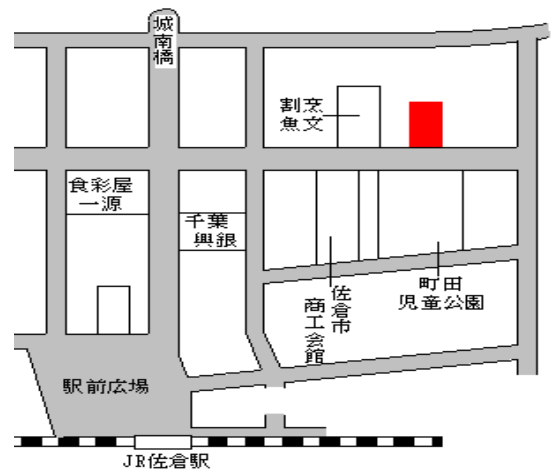 城南橋
割烹
魚文
食彩屋
一源
千葉
興銀
佐倉市
商工会館
町田
児童公園
駅前広場
JR佐倉駅